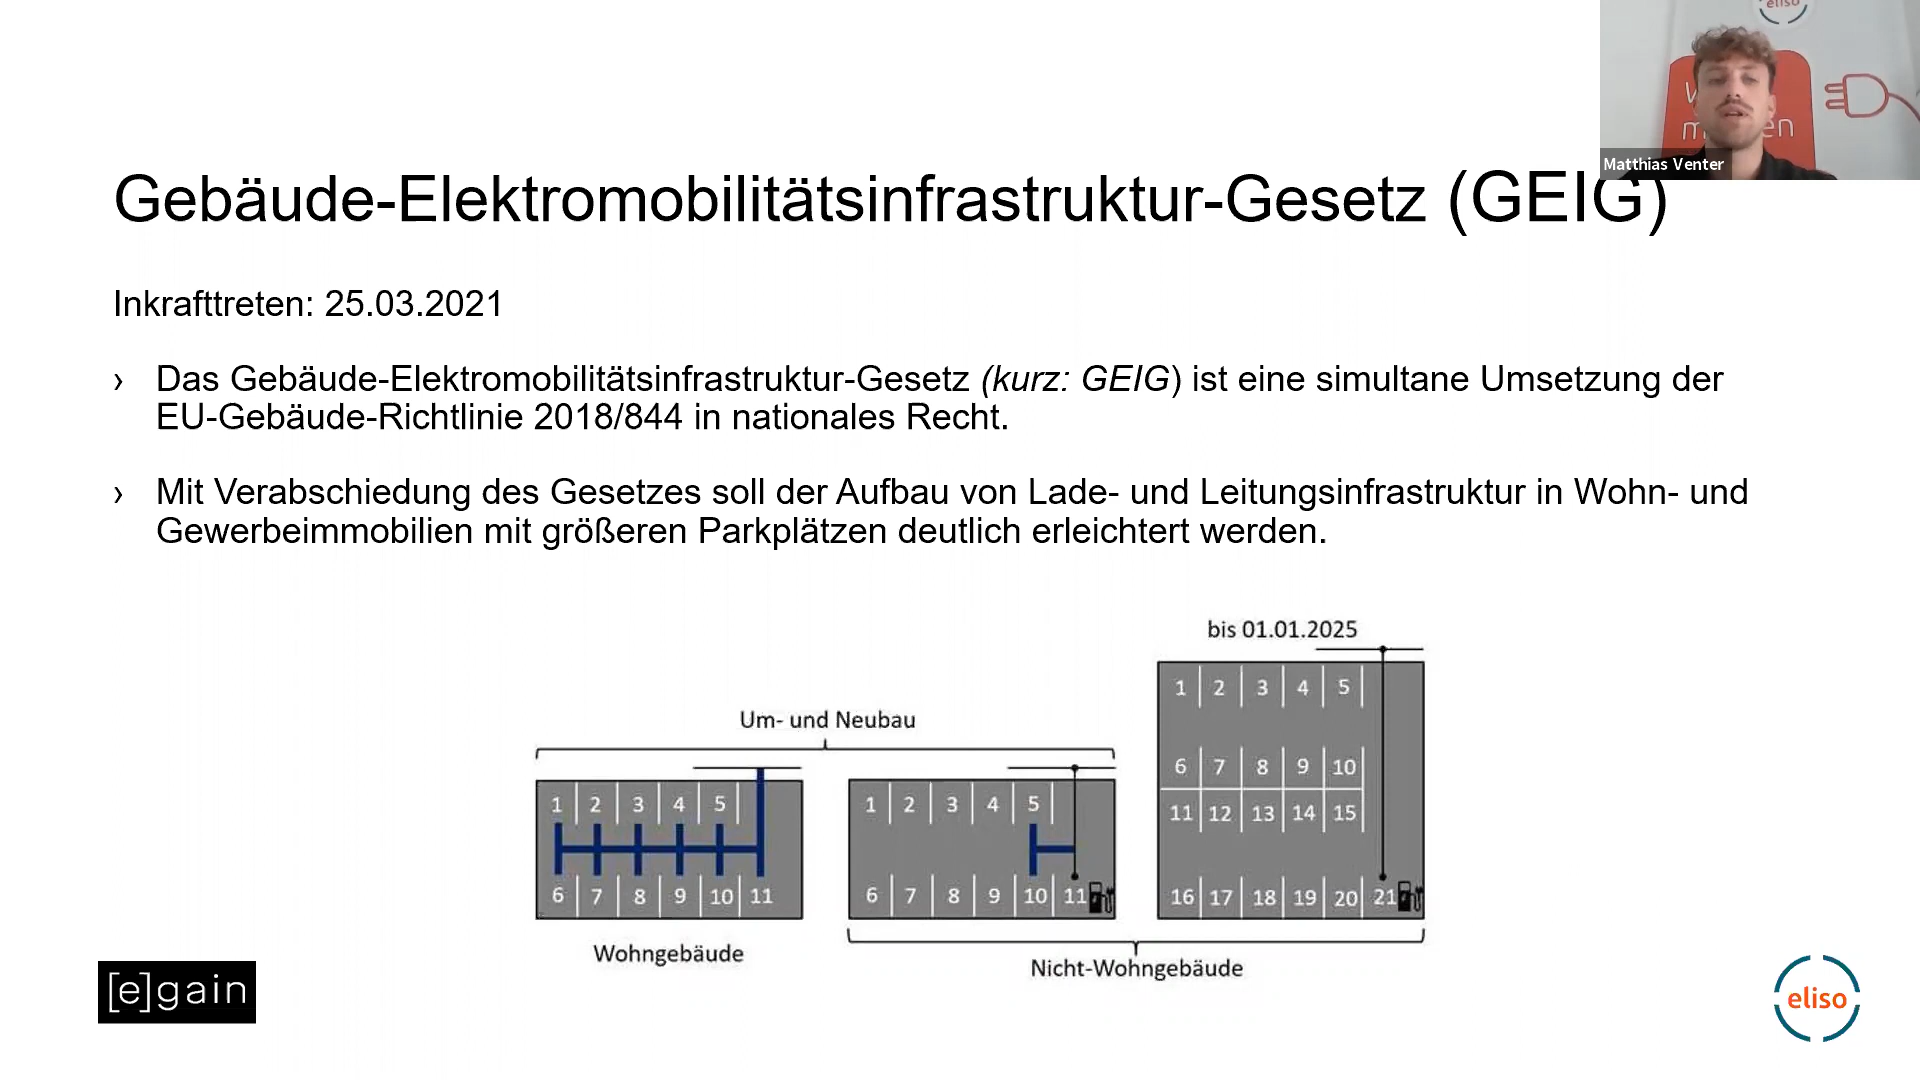 eliso
Matthias Venter
Gebäude-Elektromobilitätsinfrastruktur-Gesetz (GEIG)
Inkrafttreten: 25.03.2021
› Das Gebäude-Elektromobilitätsinfrastruktur-Gesetz (kurz: GEIG) ist eine simultane Umsetzung der
EU-Gebäude-Richtlinie 2018/844 in nationales Recht.
› Mit Verabschiedung des Gesetzes soll der Aufbau von Lade- und Leitungsinfrastruktur in Wohn- und
Gewerbeimmobilien mit größeren Parkplätzen deutlich erleichtert werden.
Um- und Neubau
1 2 3 4 5
6 7 8 9 10 11
Wohngebäude
1 2 3 4 5
6 7 8 9 10 11
bis 01.01.2025
1 2 3 4 5
6 7 8 9 10
11 12 13 14 15
16 17 18 19 20 21
Nicht-Wohngebäude
[e]gain
eliso